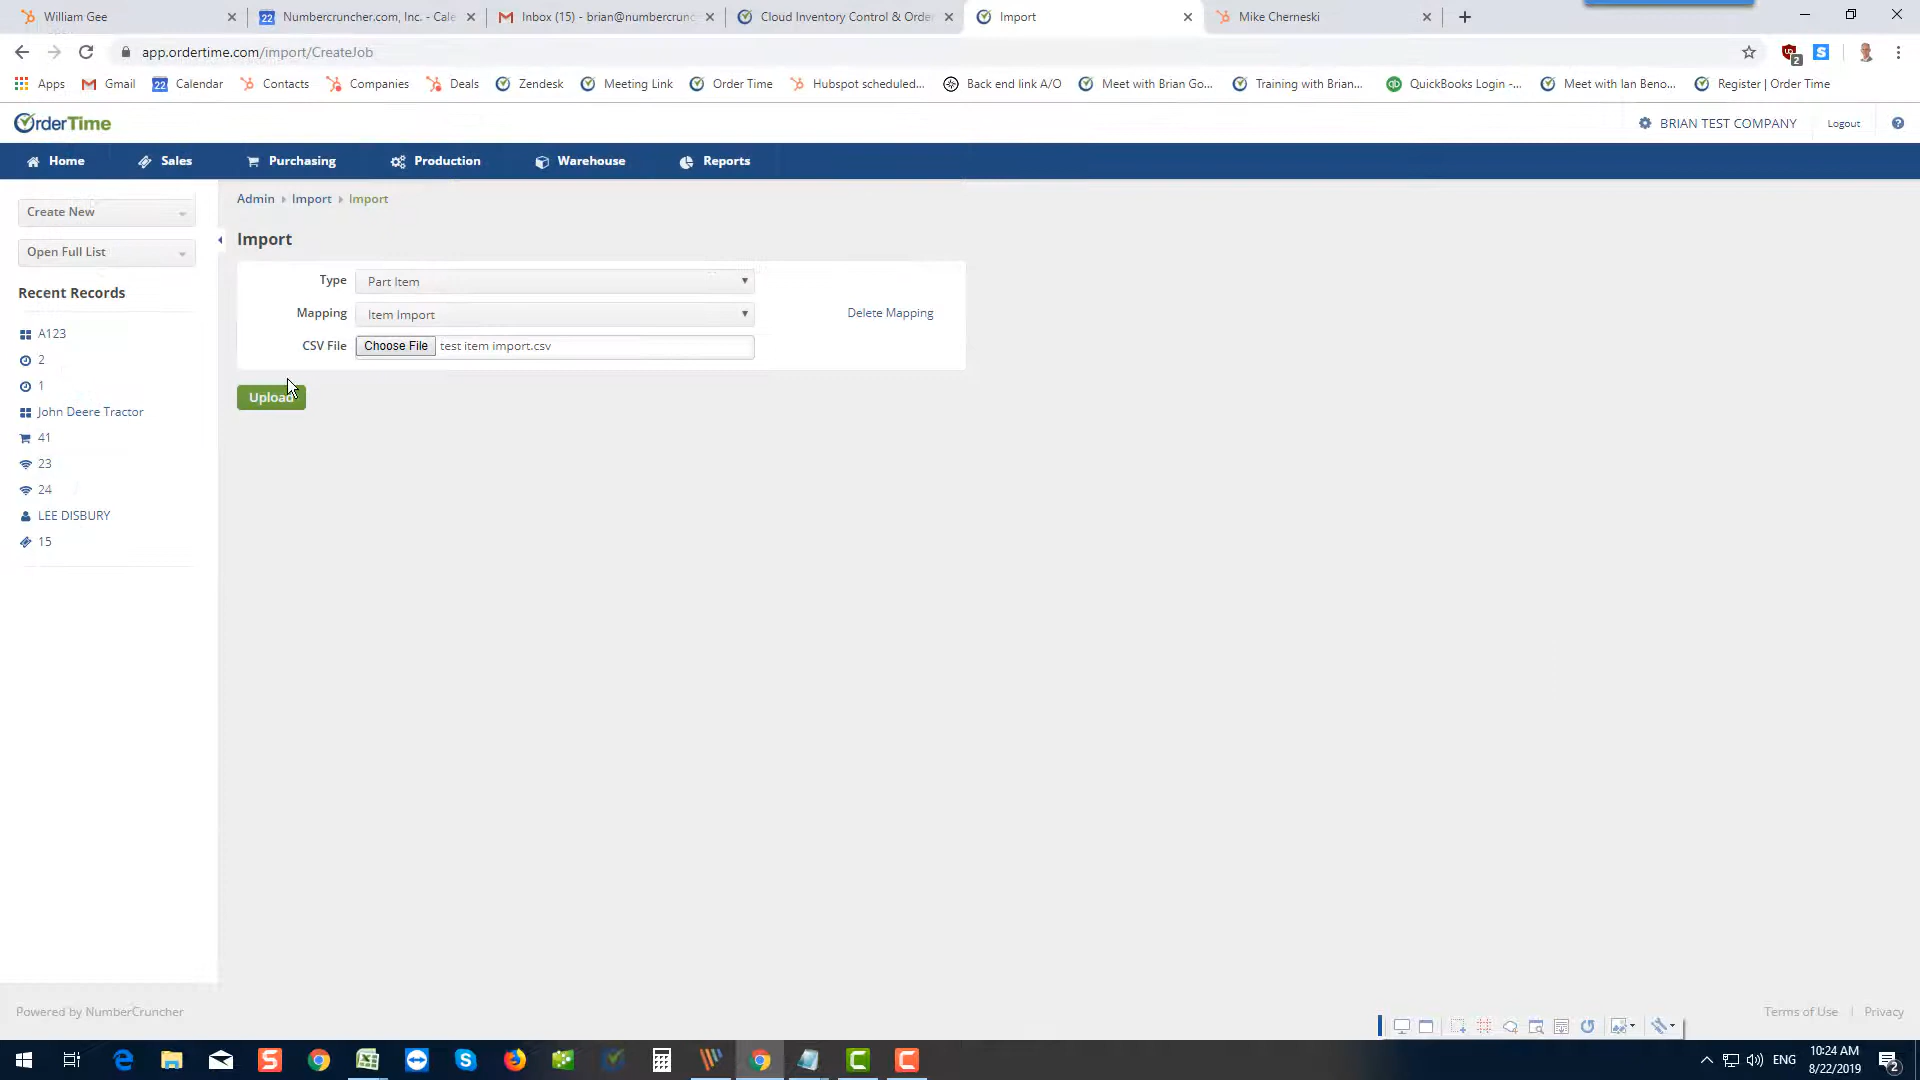 William Gee
Numbercruncher.com, Inc. - Cale
Inbox (15) - brian@numbercrunc
Cloud Inventory Control & Orde
Import
Mike Cherneski
app.ordertime.com/import/CreateJob
2
S
Apps
Gmail
22
Calendar
Contacts
Companies
Deals
Zendesk
Meeting Link
Order Time
Hubspot scheduled...
Back end link A/O
Meet with Brian Go...
Training with Brian...
QuickBooks Login -...
Meet with Ian Beno...
Register | Order Time
OrderTime
BRIAN TEST COMPANY
Logout
Home
Sales
Purchasing
Production
Warehouse
Reports
Create New
Open Full List
Recent Records
A123
2
1
John Deere Tractor
41
23
24
LEE DISBURY
15
Admin
Import
Import
Import
Type
Part Item
Mapping
Item Import
Delete Mapping
CSV File
Choose File
test item import.csv
Upload
Powered by NumberCruncher
Terms of Use
Privacy
ENG
10:24 AM
8/22/2019
2